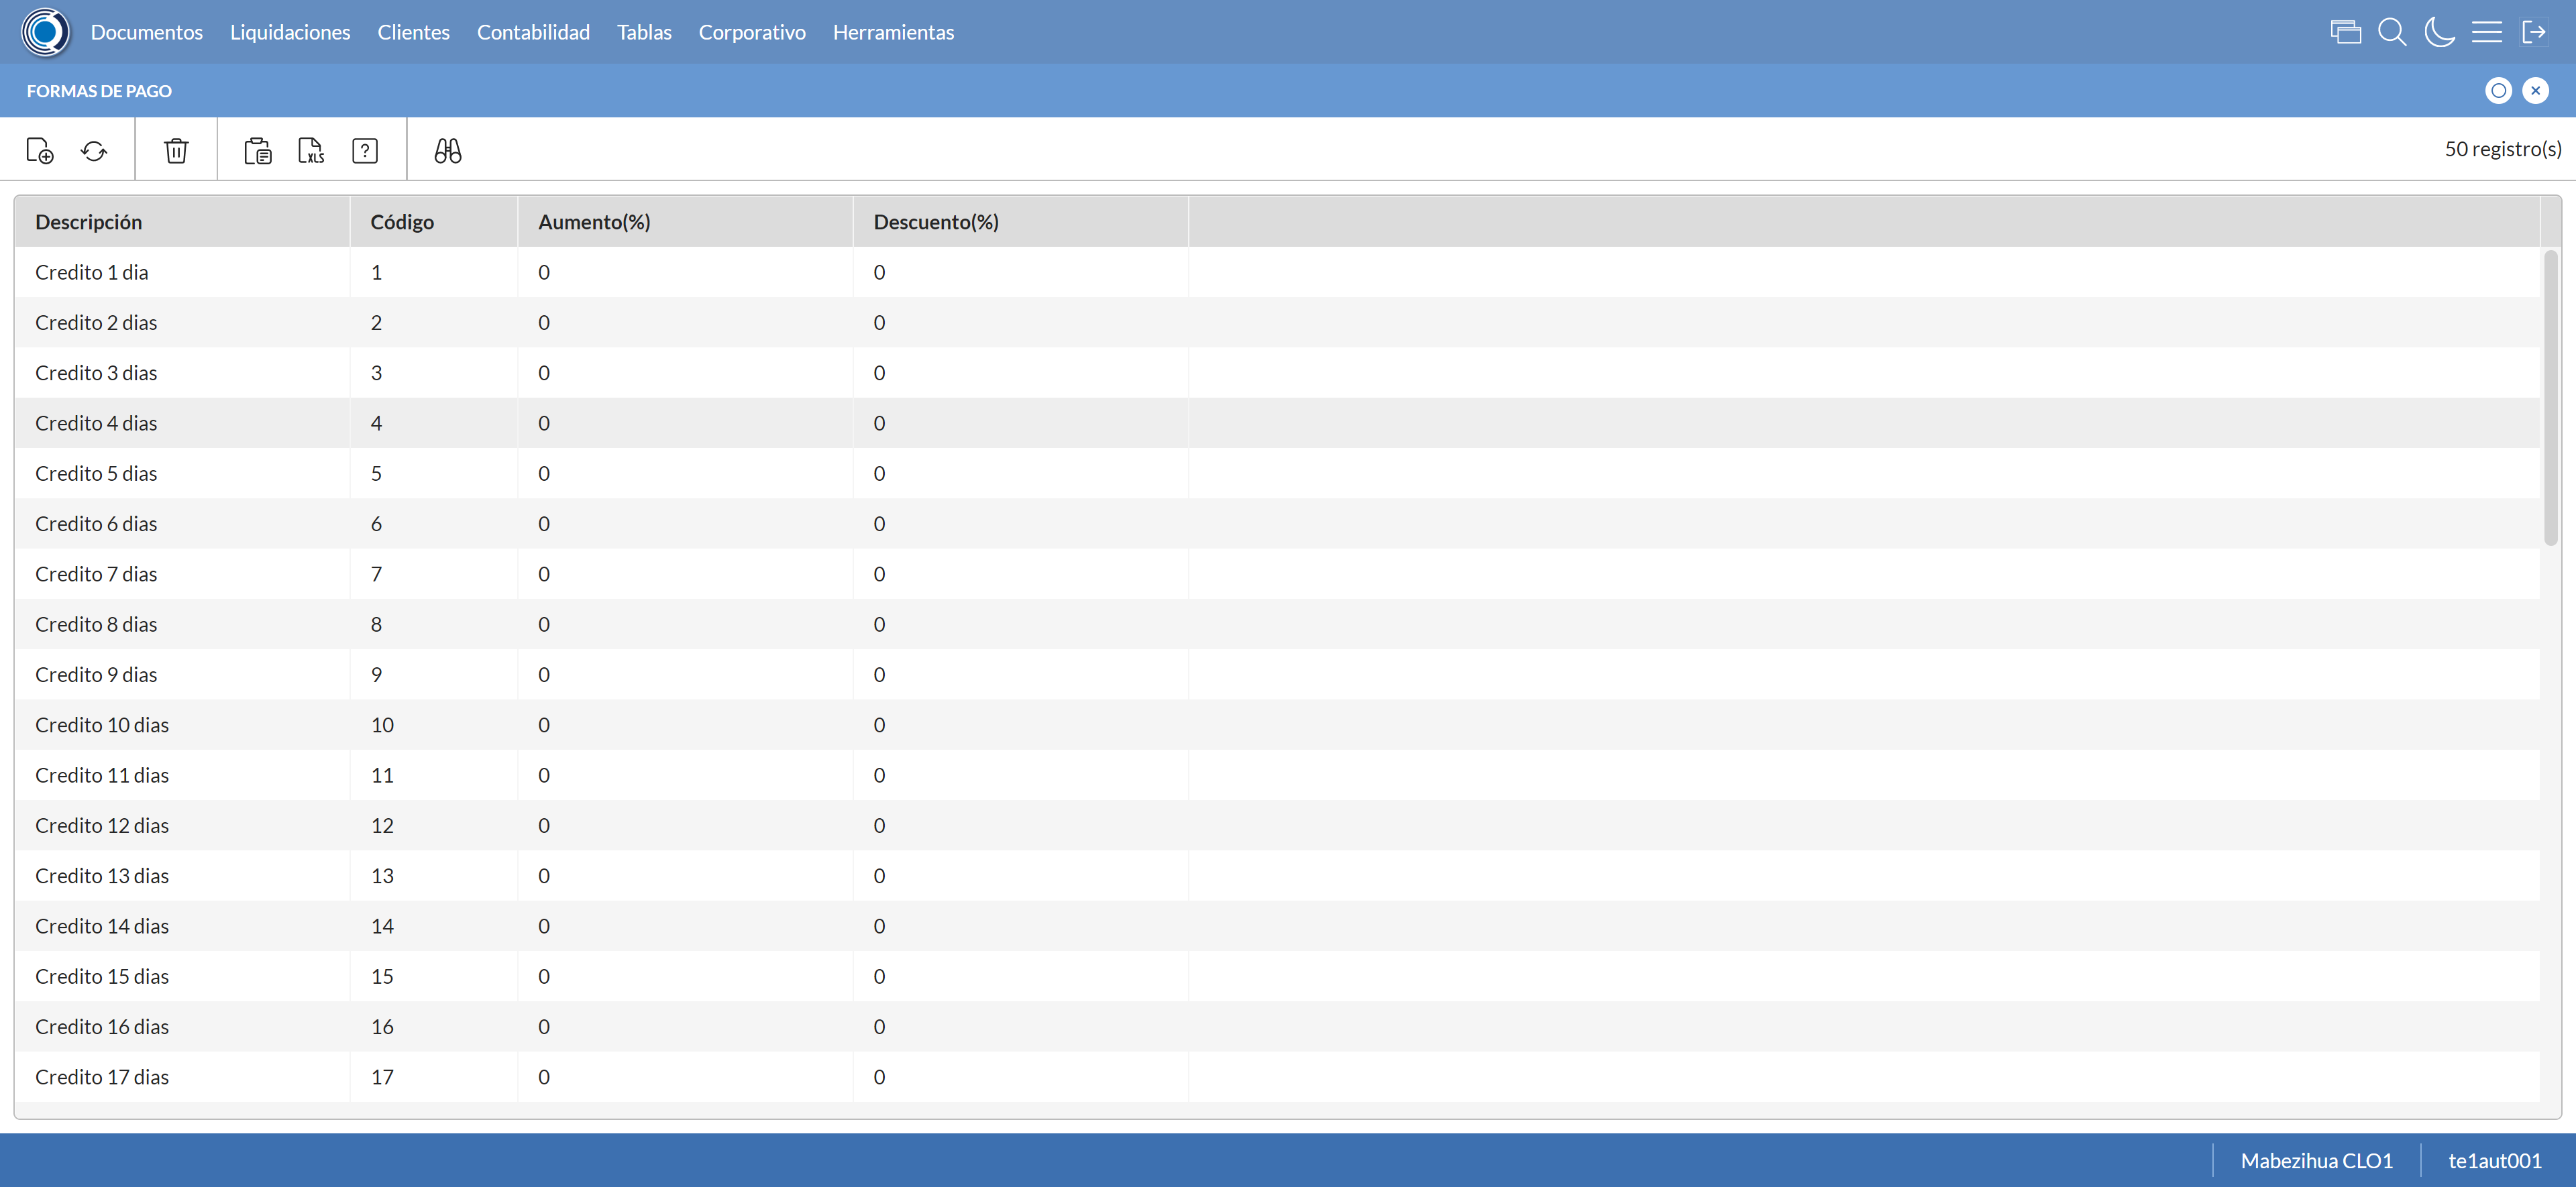 Documentos Liquidaciones Clientes Contabilidad Tablas Corporativo Herramientas
FORMAS DE PAGO
XLS ? 50 registro(s)
Descripción Código Aumento(%) Descuento(%)
Credito 1 dia 1 0 0
Credito 2 dias 2 0 0
Credito 3 dias 3 0 0
Credito 4 dias 4 0 0
Credito 5 dias 5 0 0
Credito 6 dias 6 0 0
Credito 7 dias 7 0 0
Credito 8 dias 8 0 0
Credito 9 dias 9 0 0
Credito 10 dias 10 0 0
Credito 11 dias 11 0 0
Credito 12 dias 12 0 0
Credito 13 dias 13 0 0
Credito 14 dias 14 0 0
Credito 15 dias 15 0 0
Credito 16 dias 16 0 0
Credito 17 dias 17 0 0
Mabezihua CLO1 te1aut001